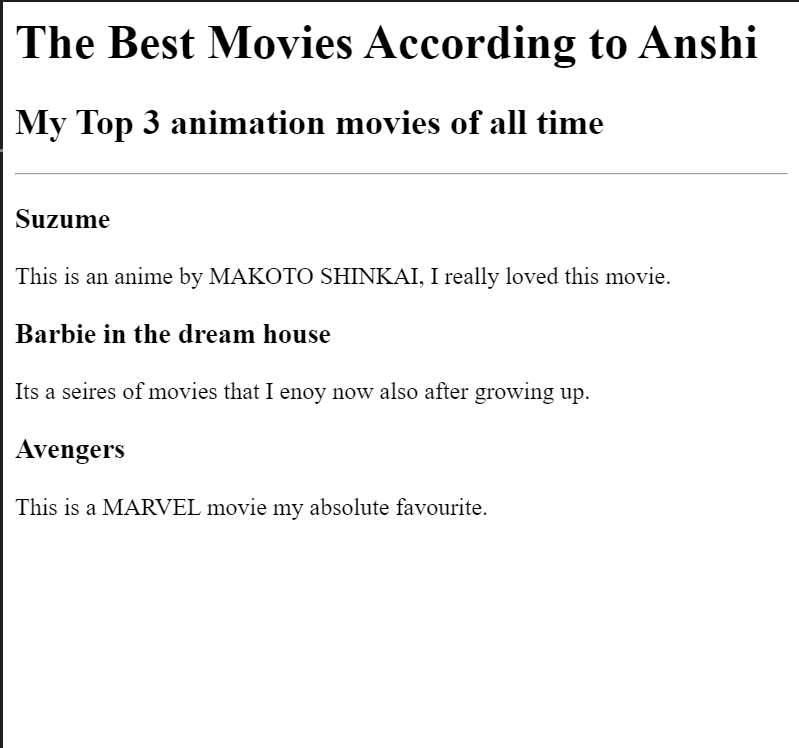 The Best Movies According to Anshi
My Top 3 animation movies of all time
Suzume
This is an anime by MAKOTO SHINKAI, I really loved this movie.
Barbie in the dream house
Its a seires of movies that I enoy now also after growing up.
Avengers
This is a MARVEL movie my absolute favourite.